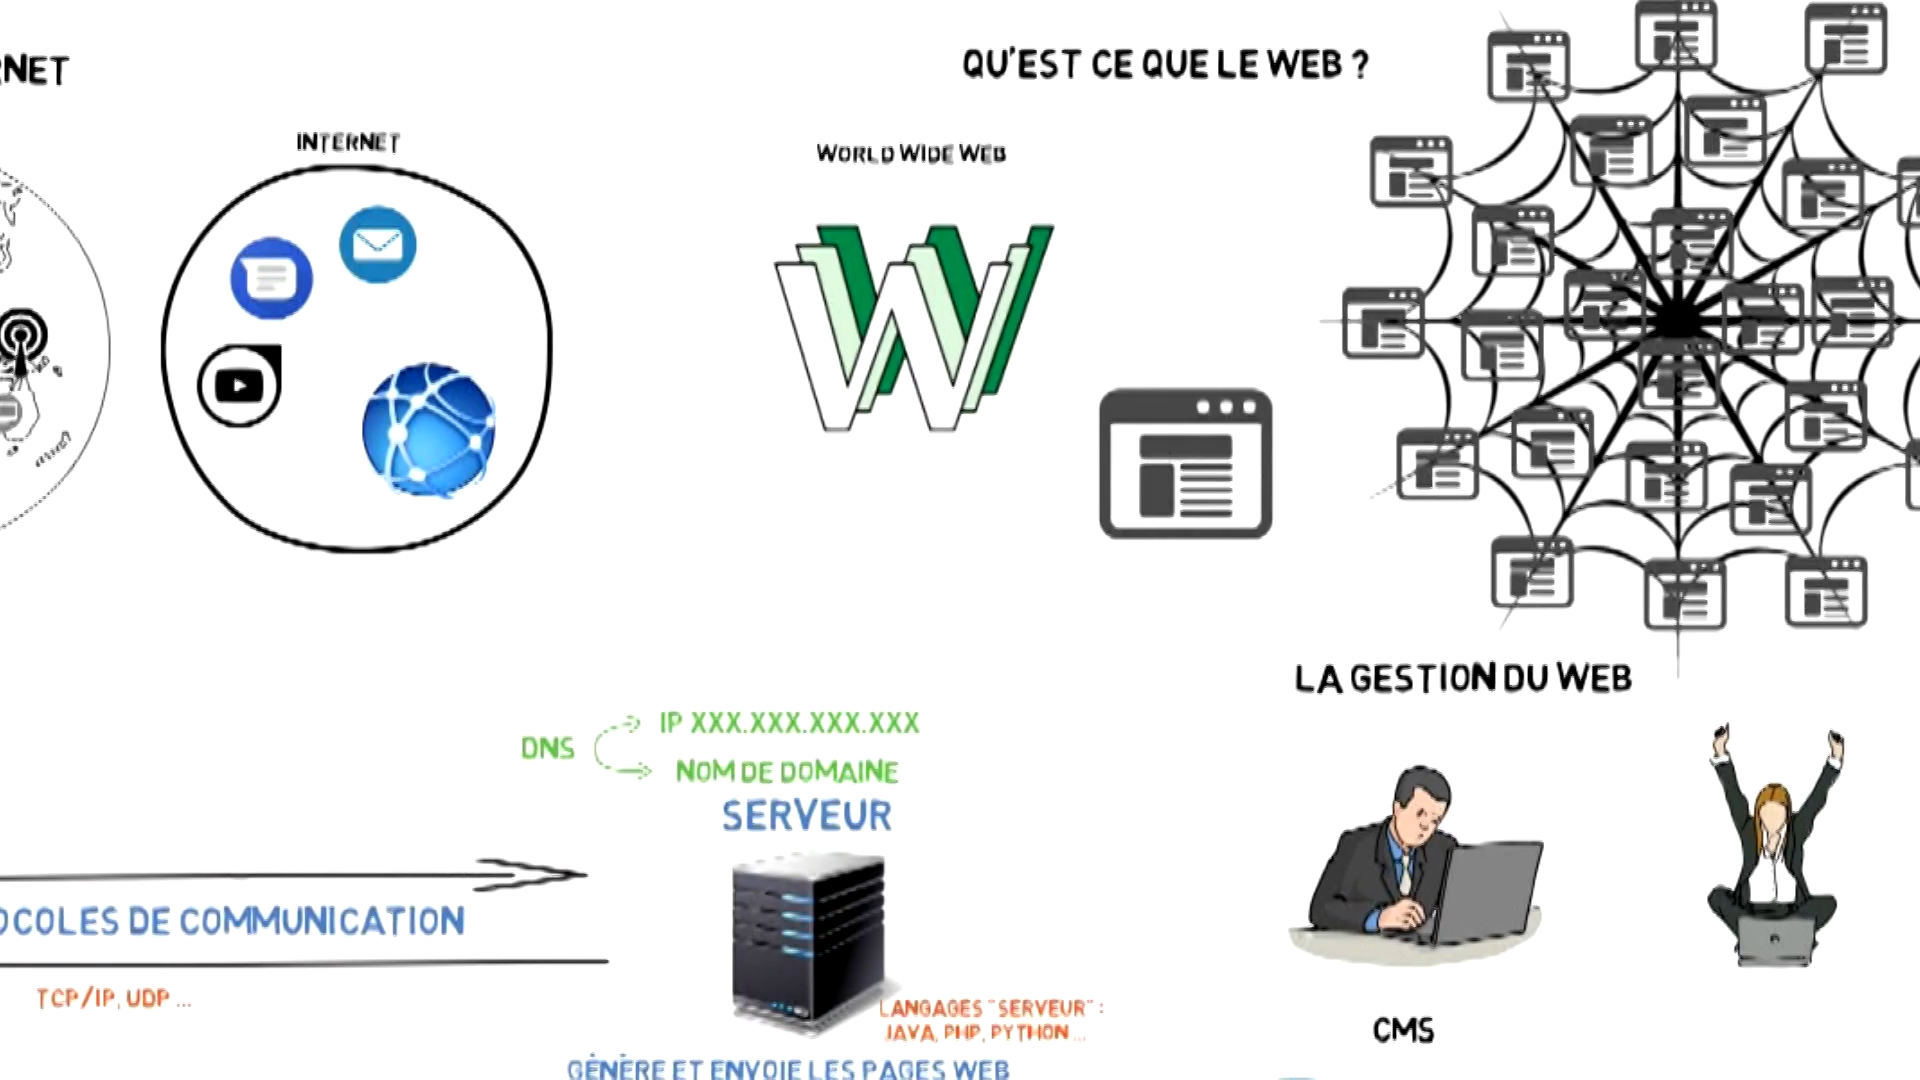 RNET
INTERNET
QU'EST CE QUE LE WEB ?
WORLD WIDE WEB
LA GESTION DU WEB
DNS
IP XXX.XXX.XXX.XXX
NOM DE DOMAINE
SERVEUR
OCOLES DE COMMUNICATION
TCP/IP, UDP ...
LANGAGES "SERVEUR" :
JAVA, PHP, PYTHON ...
GÉNÈRE ET ENVOIE LES PAGES WEB
CMS